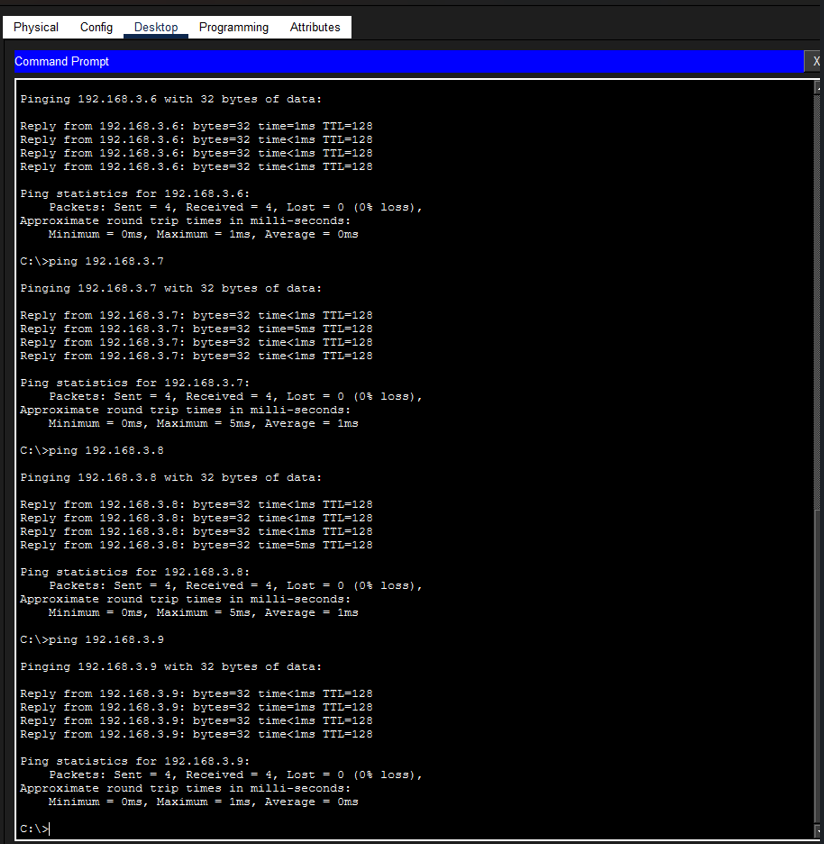 Physical Config Desktop Programming Attributes
Command Prompt X
Pinging 192.168.3.6 with 32 bytes of data:
Reply from 192.168.3.6: bytes=32 time=1ms TTL=128
Reply from 192.168.3.6: bytes=32 time<1ms TTL=128
Reply from 192.168.3.6: bytes=32 time<1ms TTL=128
Reply from 192.168.3.6: bytes=32 time<1ms TTL=128
Ping statistics for 192.168.3.6:
Packets: Sent = 4, Received = 4, Lost = 0 (0% loss),
Approximate round trip times in milli-seconds:
Minimum = 0ms, Maximum = 1ms, Average = 0ms
C:\>ping 192.168.3.7
Pinging 192.168.3.7 with 32 bytes of data:
Reply from 192.168.3.7: bytes=32 time<1ms TTL=128
Reply from 192.168.3.7: bytes=32 time=5ms TTL=128
Reply from 192.168.3.7: bytes=32 time<1ms TTL=128
Reply from 192.168.3.7: bytes=32 time<1ms TTL=128
Ping statistics for 192.168.3.7:
Packets: Sent = 4, Received = 4, Lost = 0 (0% loss),
Approximate round trip times in milli-seconds:
Minimum = 0ms, Maximum = 5ms, Average = 1ms
C:\>ping 192.168.3.8
Pinging 192.168.3.8 with 32 bytes of data:
Reply from 192.168.3.8: bytes=32 time<1ms TTL=128
Reply from 192.168.3.8: bytes=32 time<1ms TTL=128
Reply from 192.168.3.8: bytes=32 time<1ms TTL=128
Reply from 192.168.3.8: bytes=32 time=5ms TTL=128
Ping statistics for 192.168.3.8:
Packets: Sent = 4, Received = 4, Lost = 0 (0% loss),
Approximate round trip times in milli-seconds:
Minimum = 0ms, Maximum = 5ms, Average = 1ms
C:\>ping 192.168.3.9
Pinging 192.168.3.9 with 32 bytes of data:
Reply from 192.168.3.9: bytes=32 time<1ms TTL=128
Reply from 192.168.3.9: bytes=32 time=1ms TTL=128
Reply from 192.168.3.9: bytes=32 time<1ms TTL=128
Reply from 192.168.3.9: bytes=32 time<1ms TTL=128
Ping statistics for 192.168.3.9:
Packets: Sent = 4, Received = 4, Lost = 0 (0% loss),
Approximate round trip times in milli-seconds:
Minimum = 0ms, Maximum = 1ms, Average = 0ms
C:\>